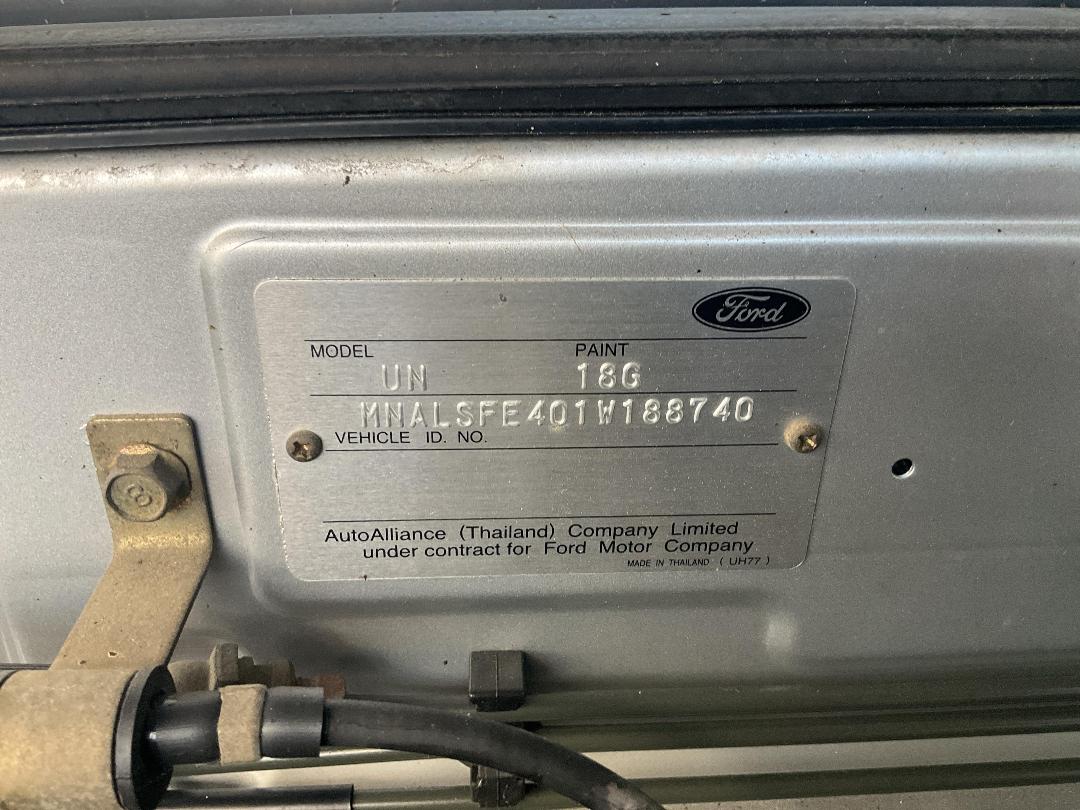 Ford
MODEL PAINT
UN 18G
MNALSFE401W188740
VEHICLE ID. NO.
AutoAlliance (Thailand) Company Limited
under contract for Ford Motor Company
MADE IN THAILAND ( UH77 )
8